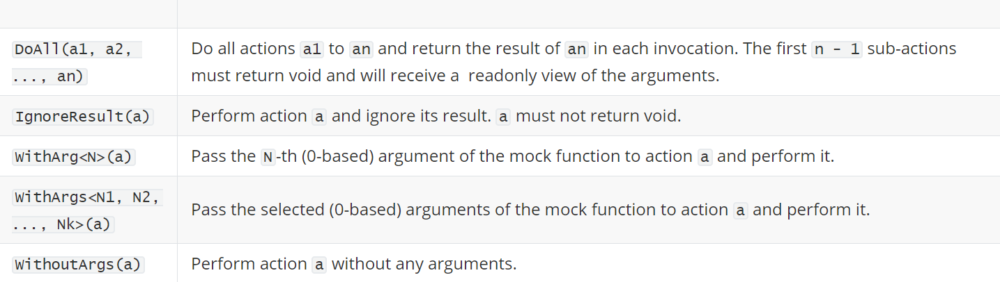 DoAll(a1, a2,
..., an)
Do all actions a1 to an and return the result of an in each invocation. The first n - 1 sub-actions
must return void and will receive a readonly view of the arguments.
IgnoreResult(a)
Perform action a and ignore its result. a must not return void.
WithArg<N>(a)
Pass the N-th (0-based) argument of the mock function to action a and perform it.
WithArgs<N1, N2,
..., Nk>(a)
Pass the selected (0-based) arguments of the mock function to action a and perform it.
WithoutArgs(a)
Perform action a without any arguments.